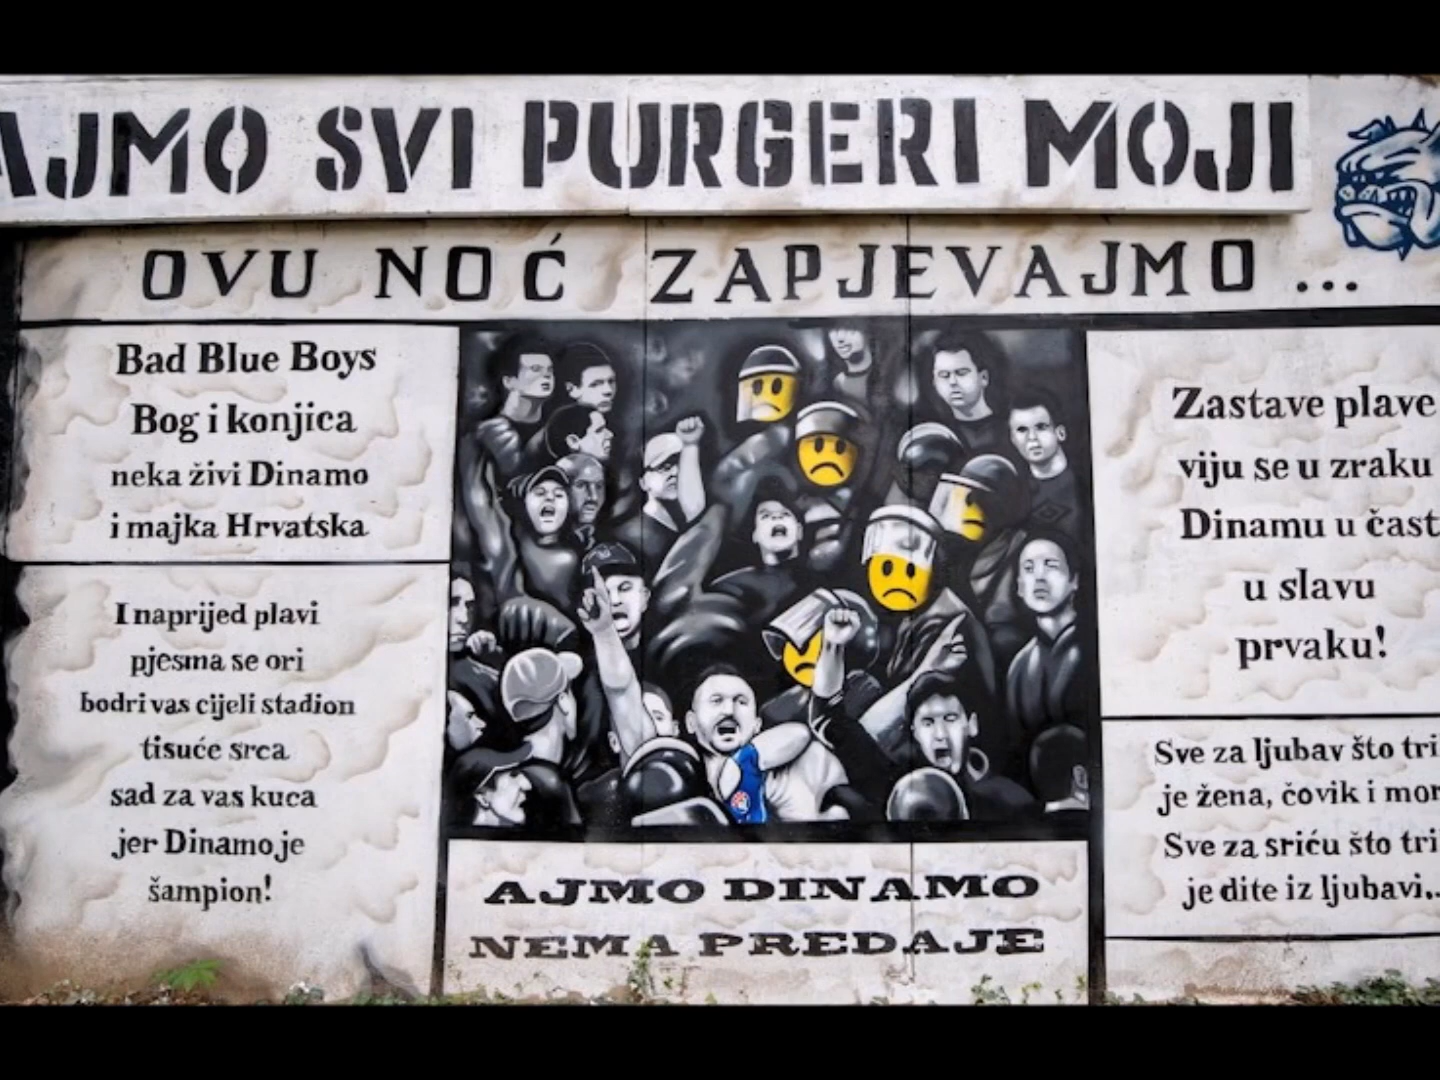 AJMO SVI PURGERI MOJI
OVU NOĆ ZAPJEVAJMO ...
Bad Blue Boys
Bog i konjica
neka živi Dinamo
i majka Hrvatska
I naprijed plavi
pjesma se ori
bodri vas cijeli stadion
tisuće srca
sad za vas kuca
jer Dinamo je
šampion!
AJMO DINAMO
NEMA PREDAJE
Zastave plave
viju se u zraku
Dinamu u čast
u slavu
prvaku!
Sve za ljubav što tri
je žena, čovik i mor
Sve za sriću što tri
je dite iz ljubavi..